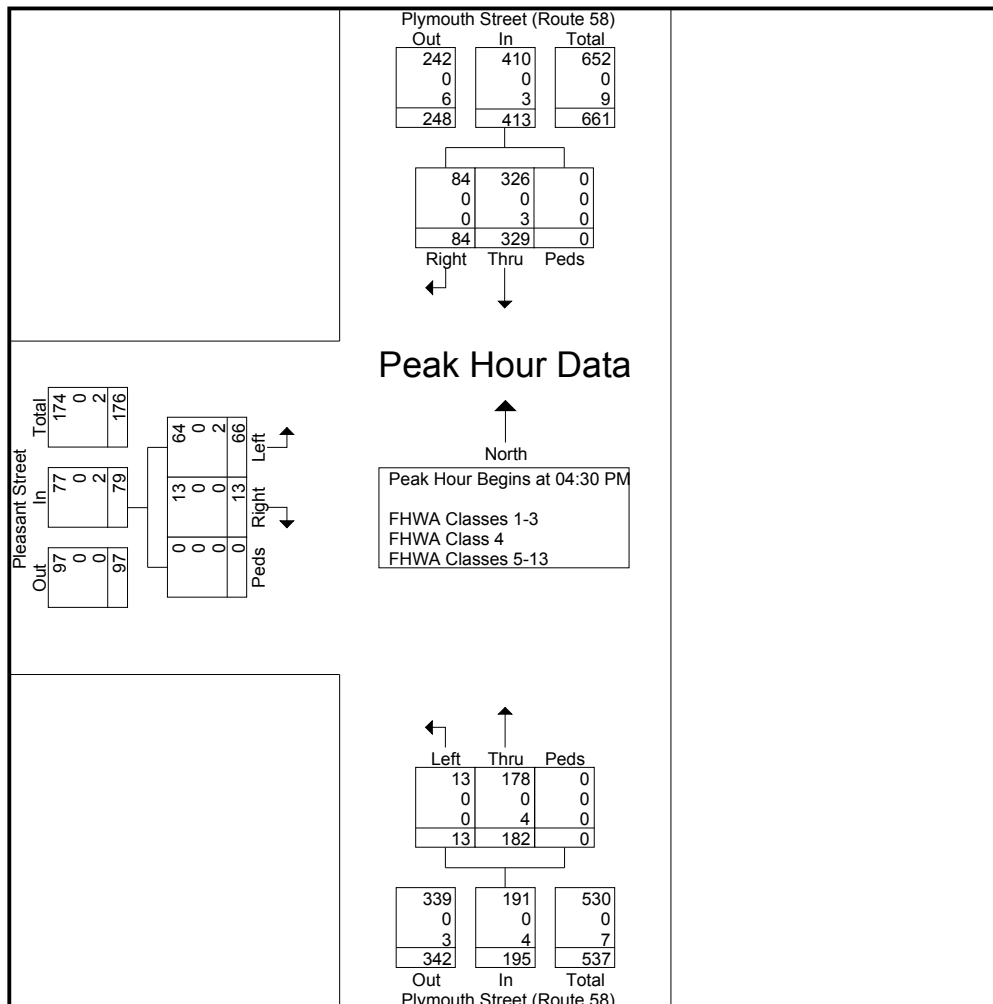 Plymouth Street (Route 58)
Out In Total
242 410 652
0 0 0
6 3 9
248 413 661
84 326 0
0 0 0
0 3 0
84 329 0
Right Thru Peds
Peak Hour Data
North
Peak Hour Begins at 04:30 PM
FHWA Classes 1-3
FHWA Class 4
FHWA Classes 5-13
Pleasant Street
Out In Total
97 77 174
0 0 0
0 2 2
97 79 176
0 13 64
0 0 0
0 0 2
0 13 66
Peds Right Left
Left Thru Peds
13 178 0
0 0 0
0 4 0
13 182 0
339 191 530
0 0 0
3 4 7
342 195 537
Out In Total
Plymouth Street (Route 58)